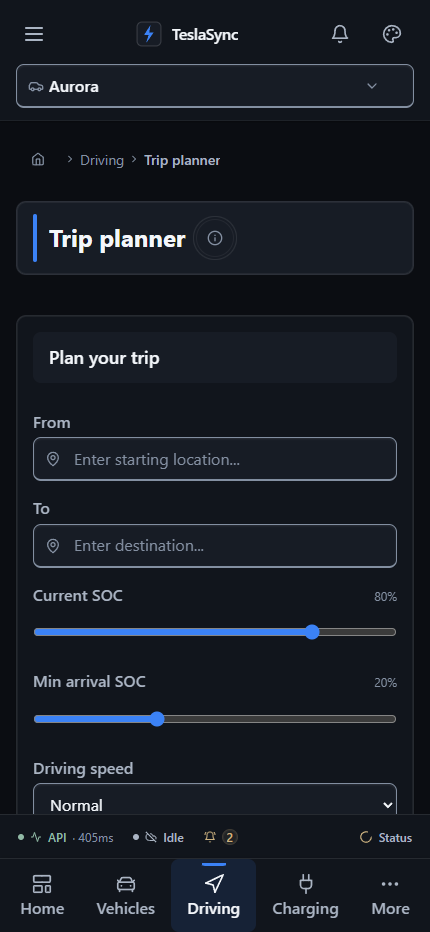 TeslaSync
Aurora
Driving
Trip planner
Trip planner
Plan your trip
From
Enter starting location...
To
Enter destination...
Current SOC 80%
Min arrival SOC 20%
Driving speed
Normal
API · 405ms Idle 2 Status
Home Vehicles Driving Charging More